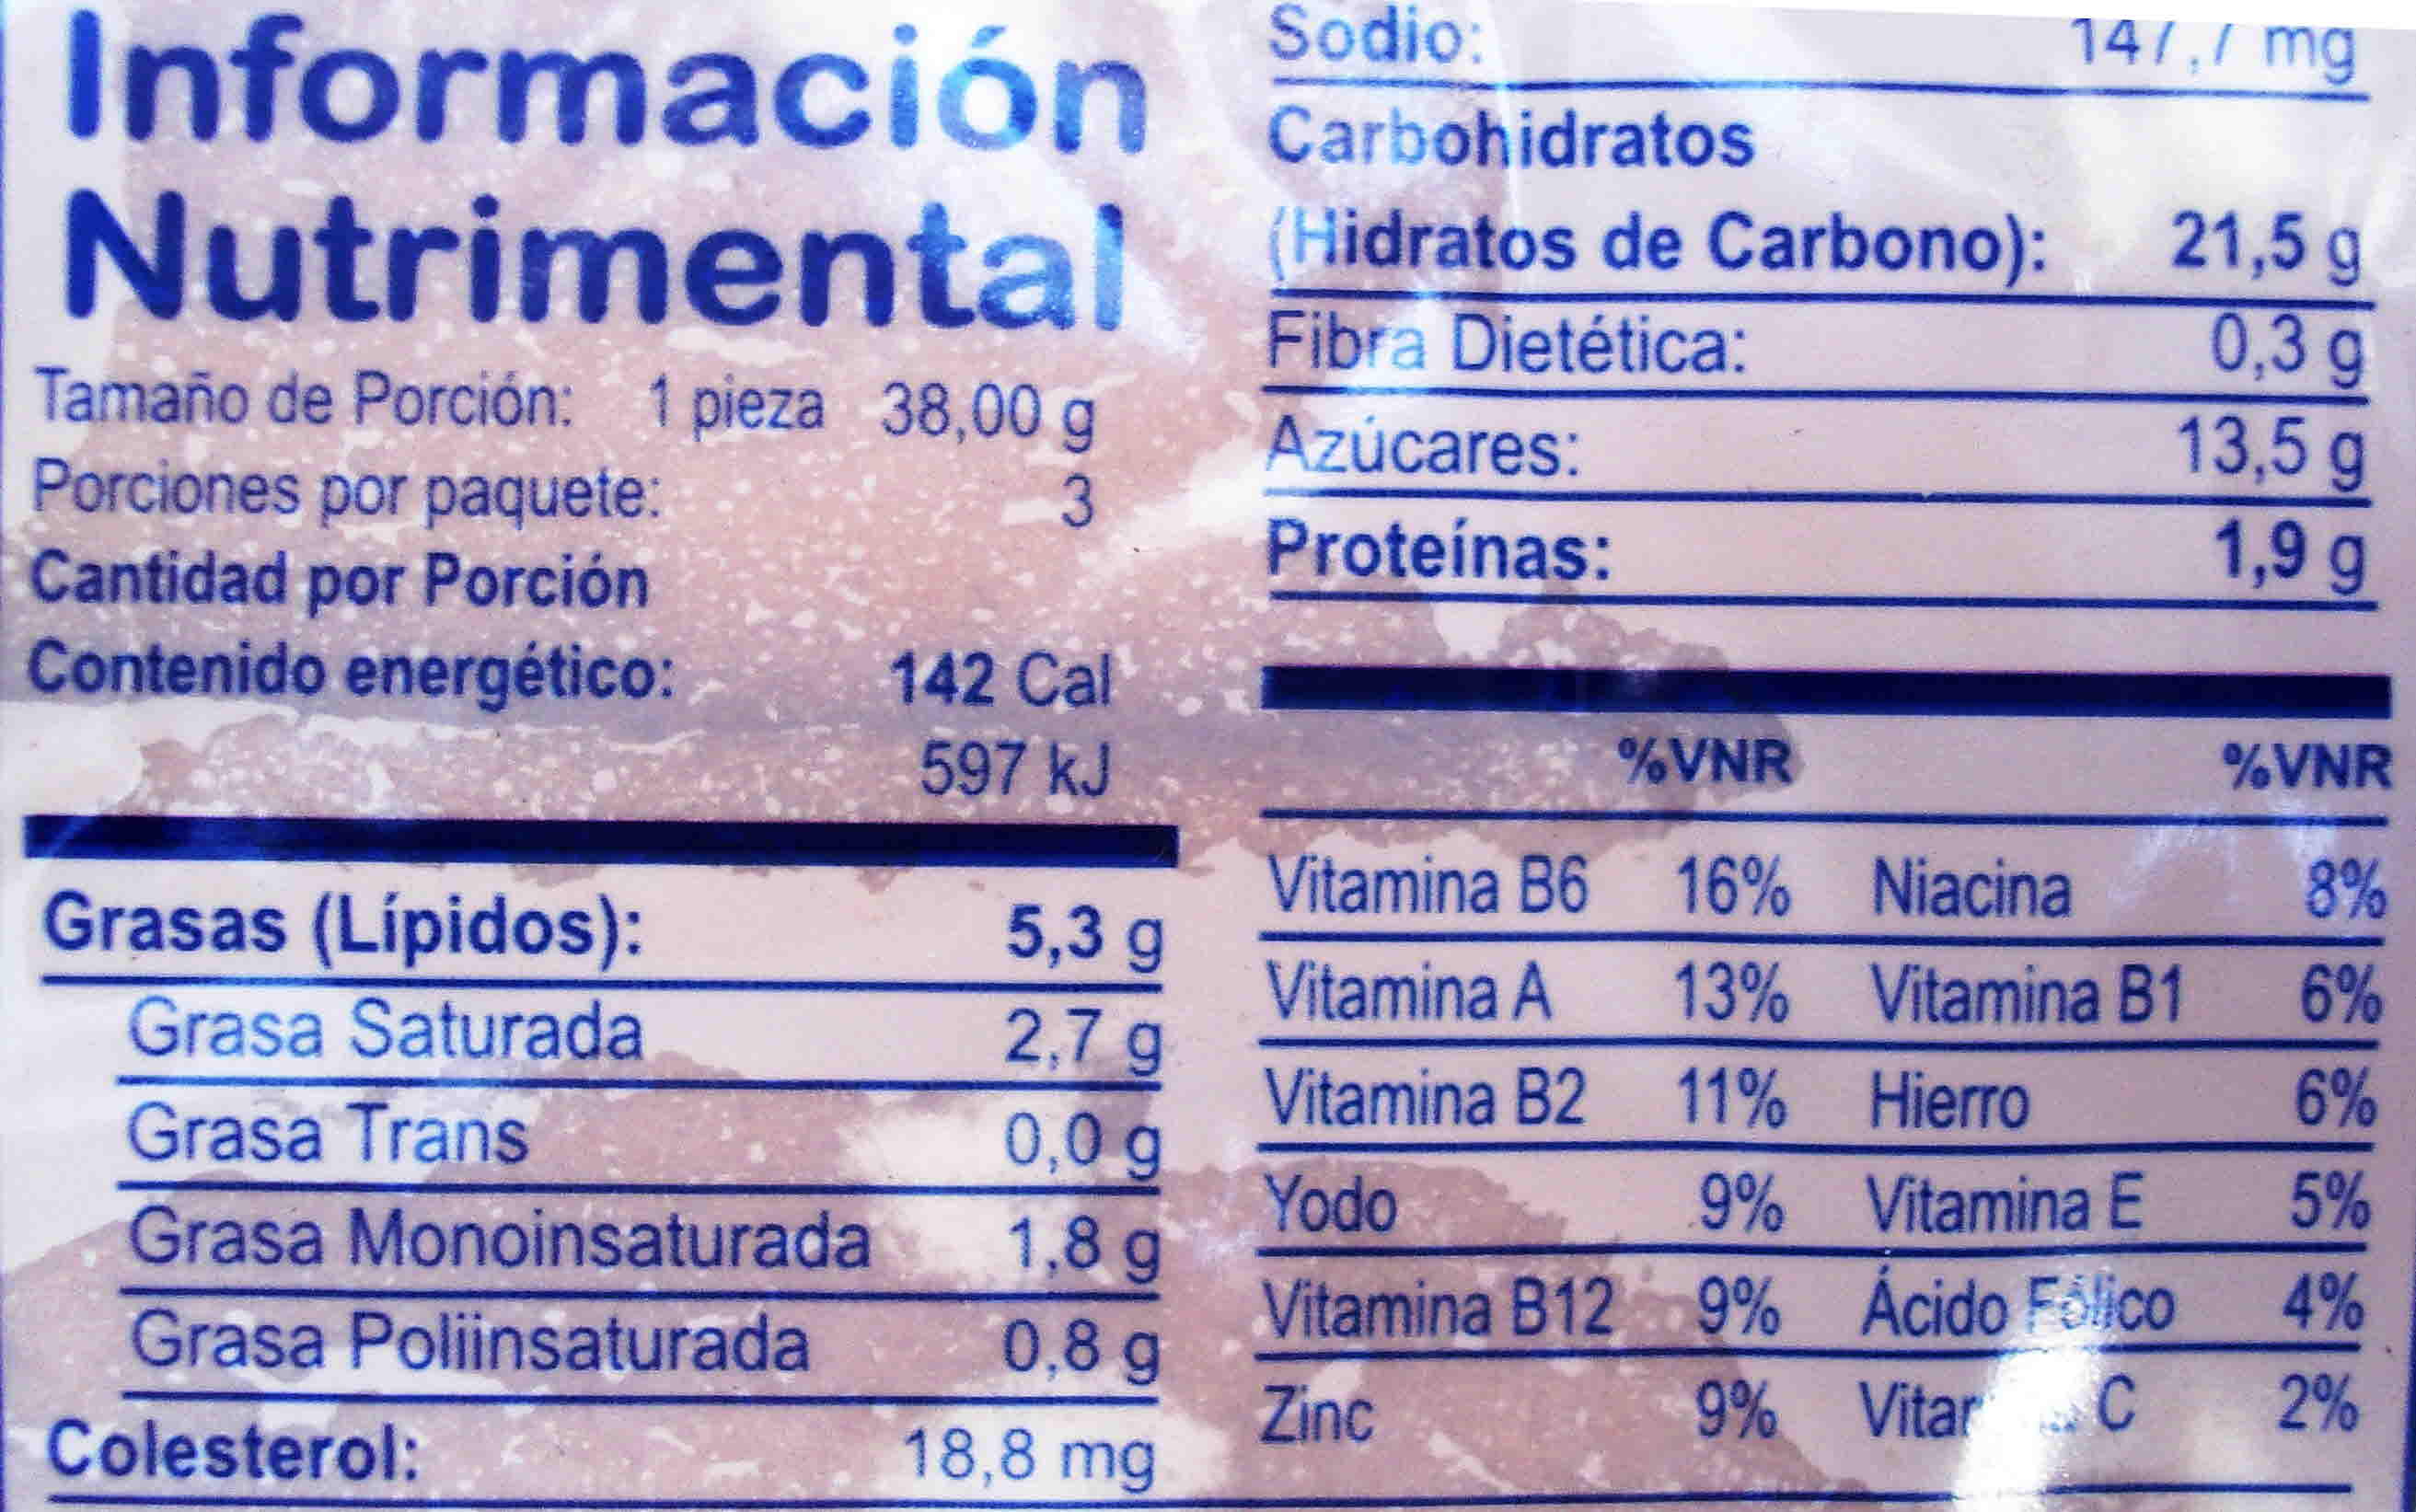 Información
Nutrimental
Tamaño de Porción: 1 pieza 38,00 g
Porciones por paquete: 3
Cantidad por Porción
Contenido energético: 142 Cal
597 kJ
Grasas (Lípidos): 5,3 g
Grasa Saturada 2,7 g
Grasa Trans 0,0 g
Grasa Monoinsaturada 1,8 g
Grasa Poliinsaturada 0,8 g
Colesterol: 18,8 mg
Sodio: 147,7 mg
Carbohidratos
(Hidratos de Carbono): 21,5 g
Fibra Dietética: 0,3 g
Azúcares: 13,5 g
Proteínas: 1,9 g
%VNR %VNR
Vitamina B6 16% Niacina 8%
Vitamina A 13% Vitamina B1 6%
Vitamina B2 11% Hierro 6%
Yodo 9% Vitamina E 5%
Vitamina B12 9% Ácido Fólico 4%
Zinc 9% C 2%